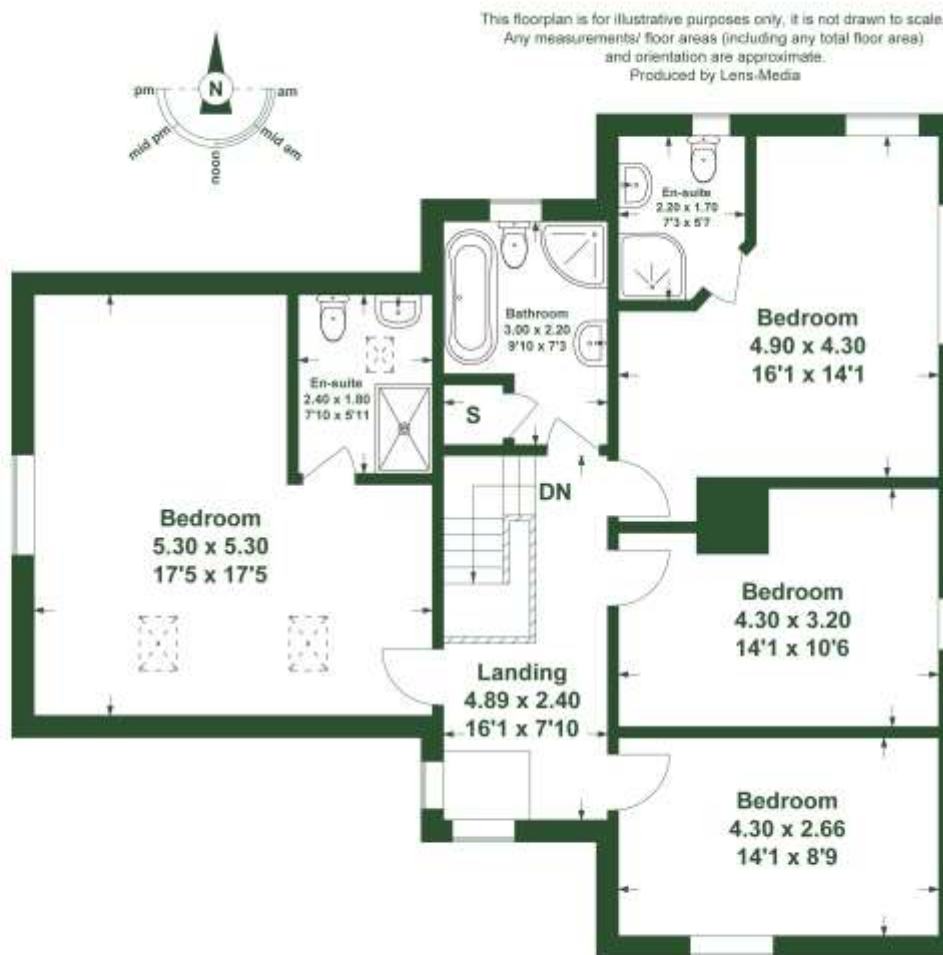 This floorplan is for illustrative purposes only, it is not drawn to scale
Any measurements/ floor areas (including any total floor area)
and orientation are approximate.
Produced by Lens-Media
N
pm
am
mid pm
mid am
noon
En-suite
2.20 x 1.70
7'3 x 5'7
Bathroom
3.00 x 2.20
9'10 x 7'3
Bedroom
4.90 x 4.30
16'1 x 14'1
En-suite
2.40 x 1.80
7'10 x 5'11
S
DN
Bedroom
5.30 x 5.30
17'5 x 17'5
Bedroom
4.30 x 3.20
14'1 x 10'6
Landing
4.89 x 2.40
16'1 x 7'10
Bedroom
4.30 x 2.66
14'1 x 8'9